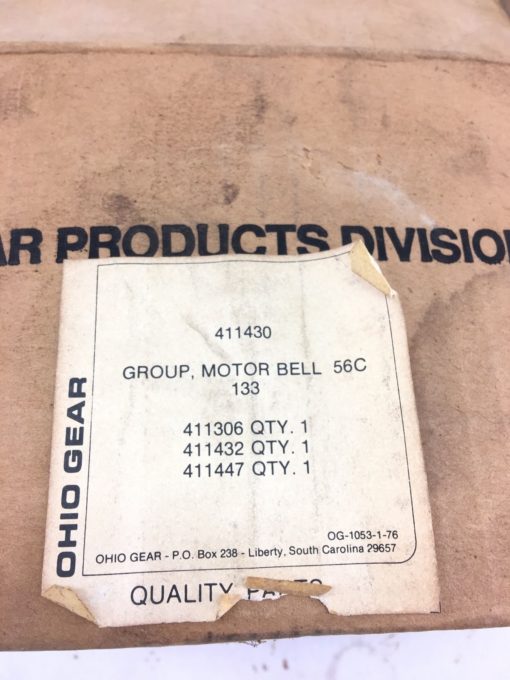 AR PRODUCTS DIVISION
OHIO GEAR
411430
GROUP, MOTOR BELL 56C
133
411306 QTY. 1
411432 QTY. 1
411447 QTY. 1
OG-1053-1-76
OHIO GEAR - P.O. Box 238 - Liberty, South Carolina 29657
QUALITY